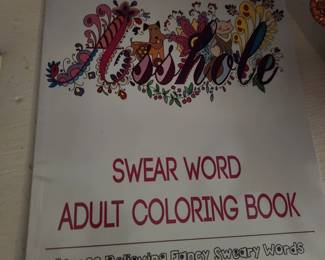 Asshole
SWEAR WORD
ADULT COLORING BOOK
Relieving Fancy Sweary Words